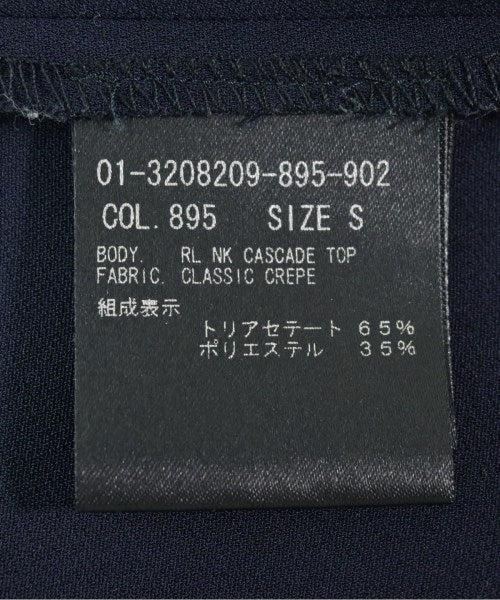 01-3208209-895-902
COL. 895 SIZE S
BODY. RL NK CASCADE TOP
FABRIC. CLASSIC CREPE
組成表示
トリアセテート 65%
ポリエステル 35%